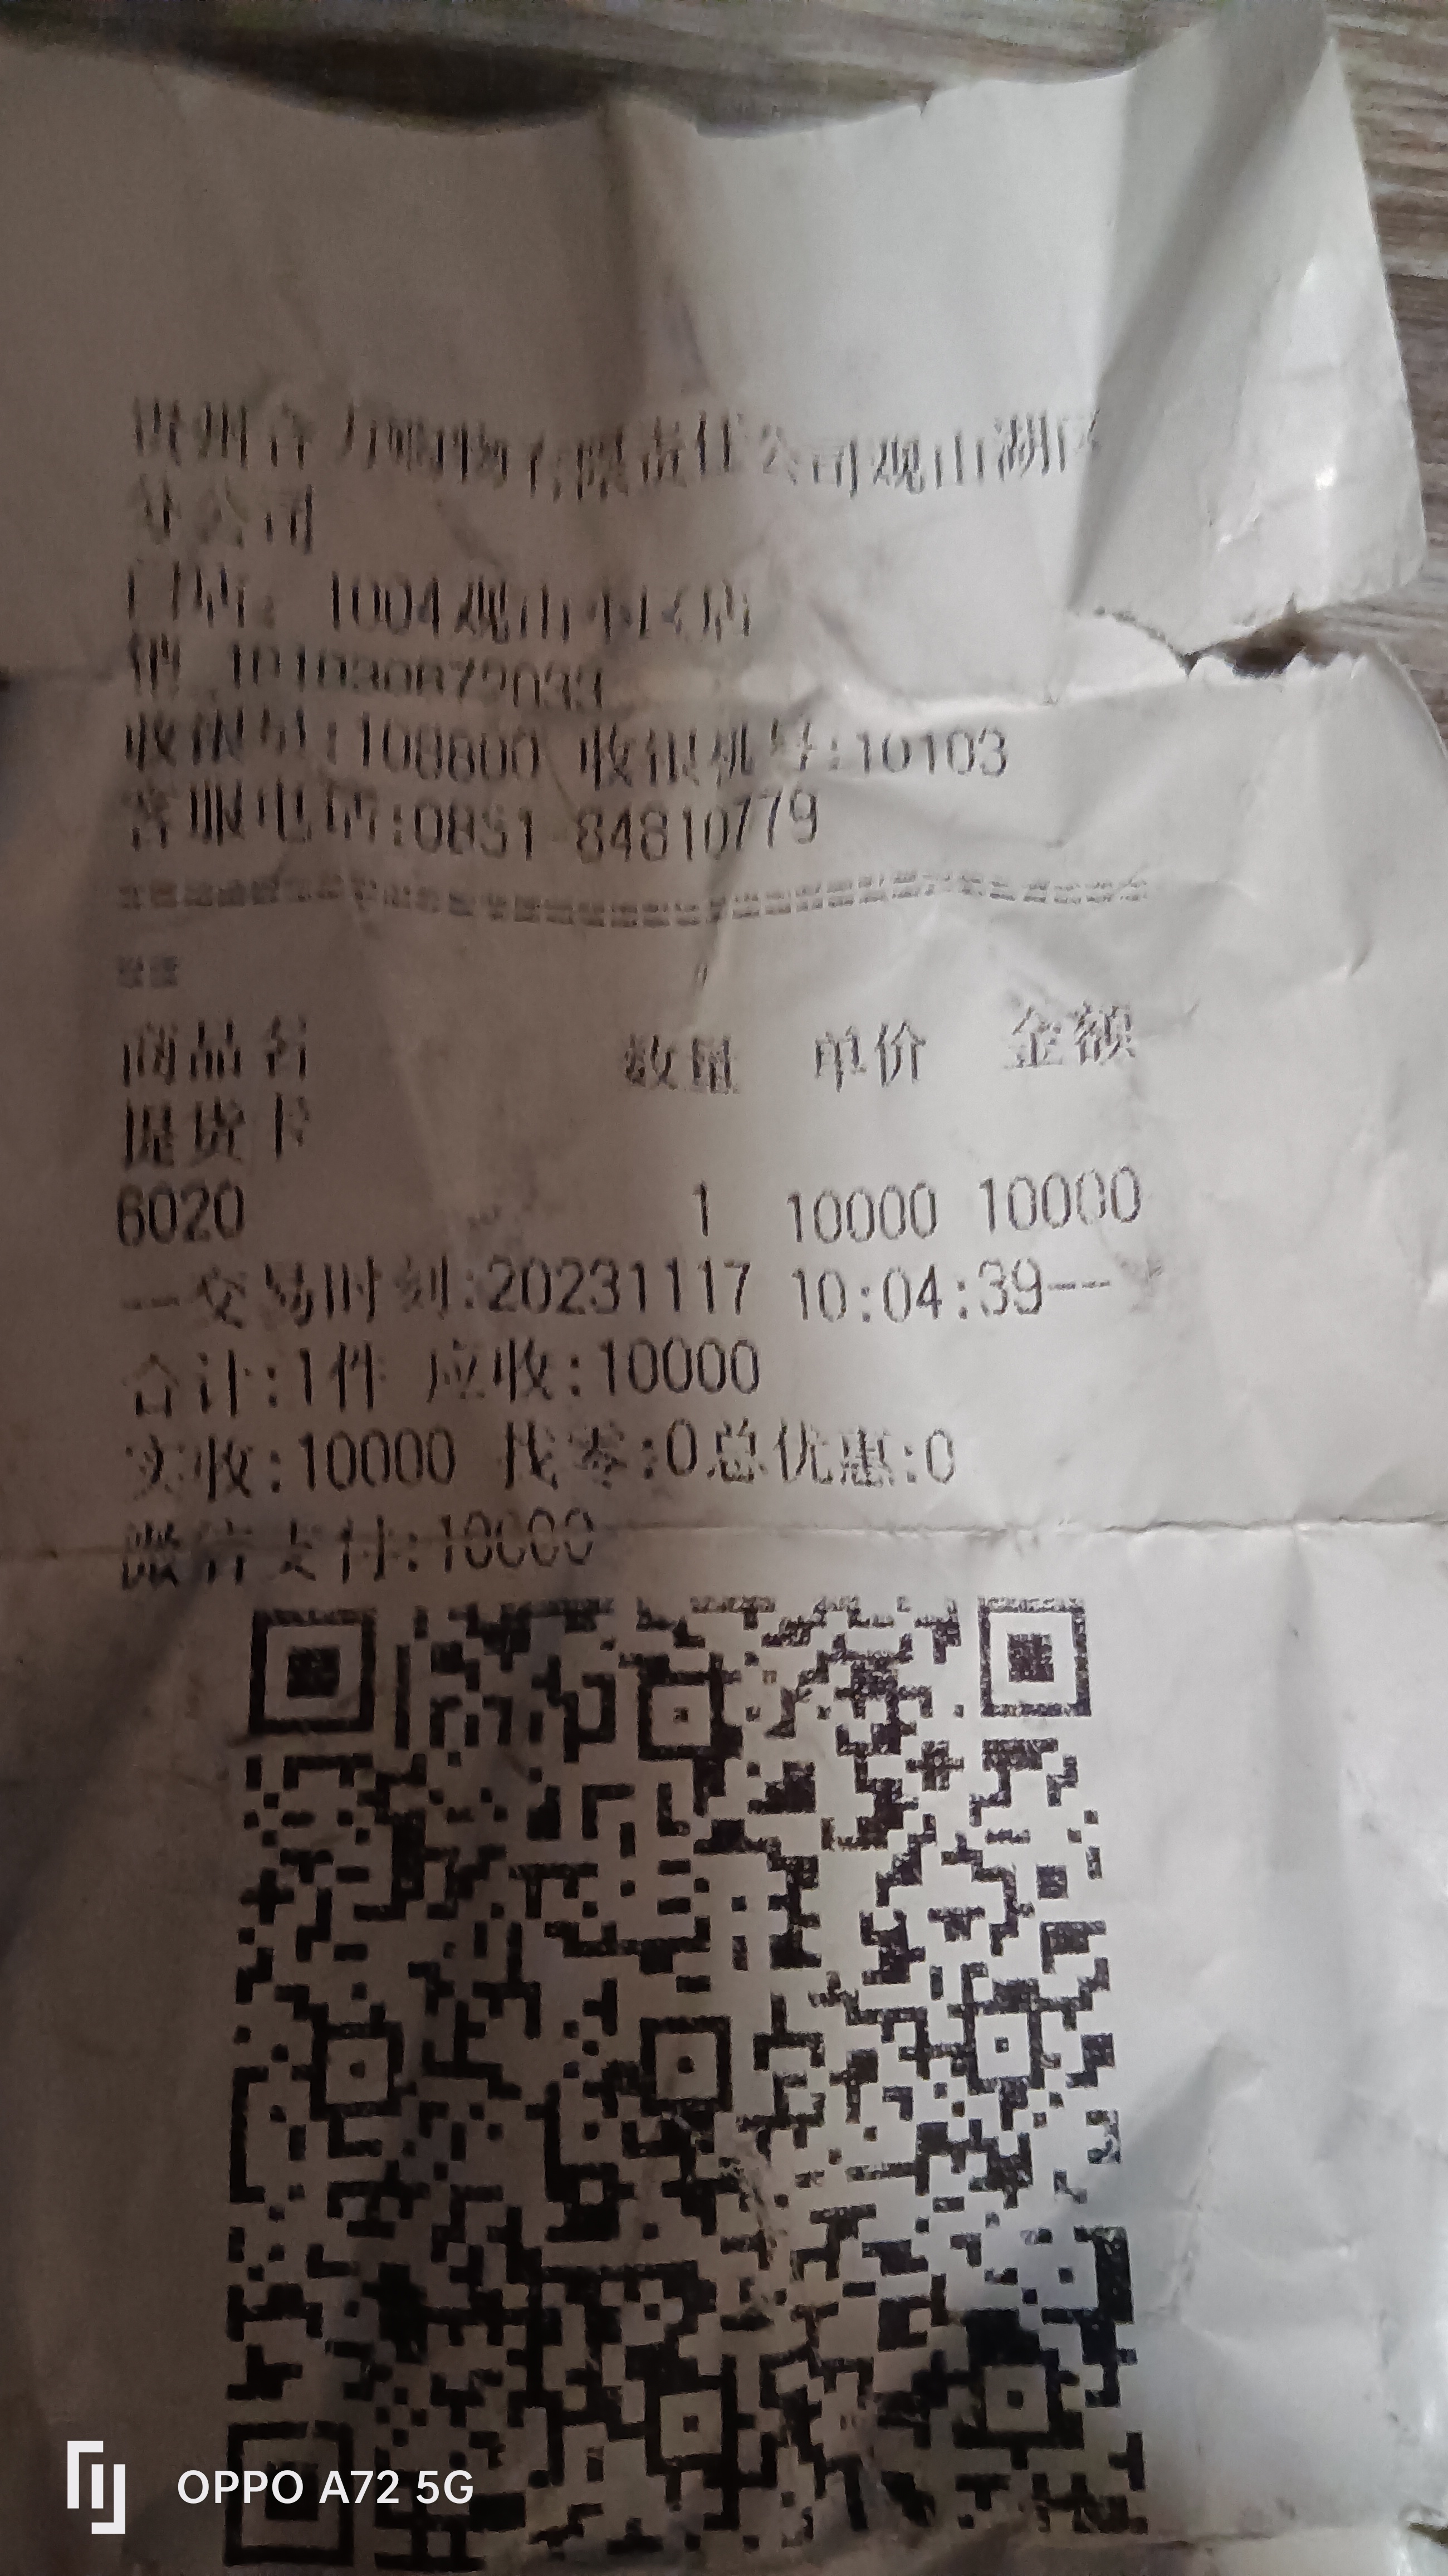 贵州合力购物有限责任公司观山湖区
分公司
门店: 1004观山小区店
收银员:108800 收银机号:10103
客服电话:0851-84810779
==
商品名 数量 单价 金额
提货卡
6020 1 10000 10000
--交易时刻:20231117 10:04:39--
合计:1件 应收:10000
实收:10000 找零:0总优惠:0
微信支付:10000
OPPO A72 5G